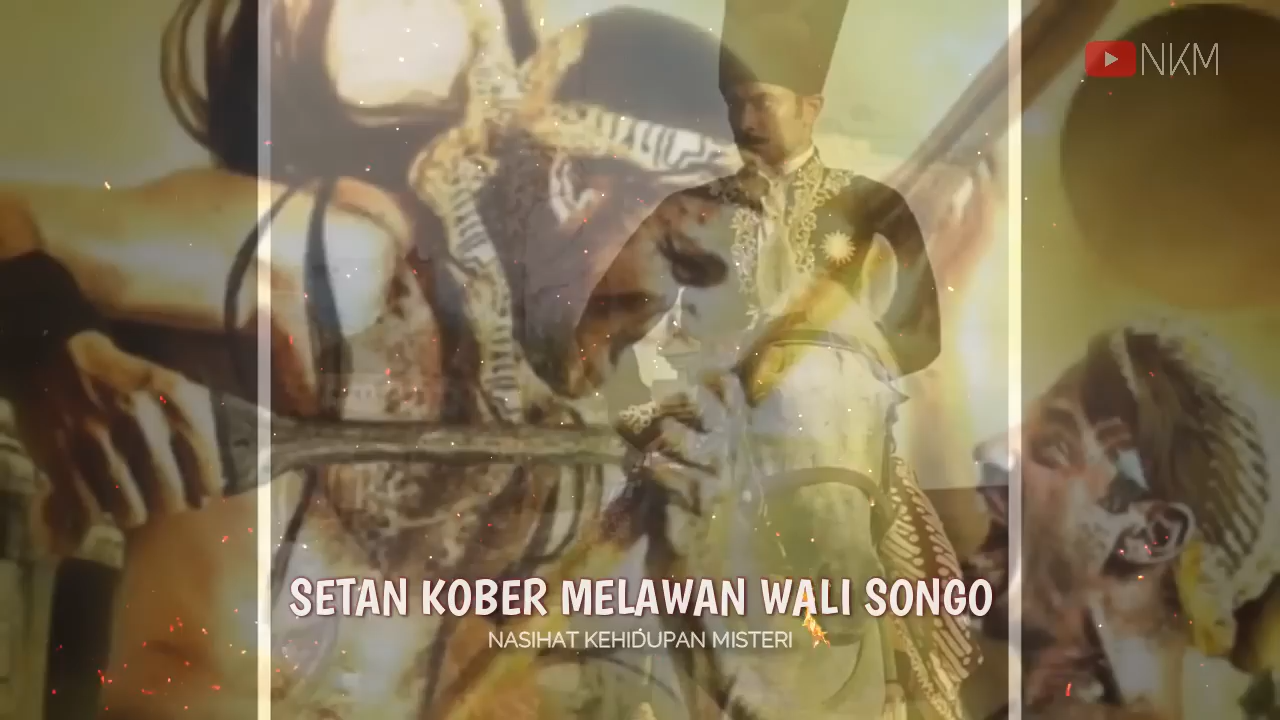 NKM
SETAN KOBER MELAWAN WALI SONGO
NASIHAT KEHIDUPAN MISTERI